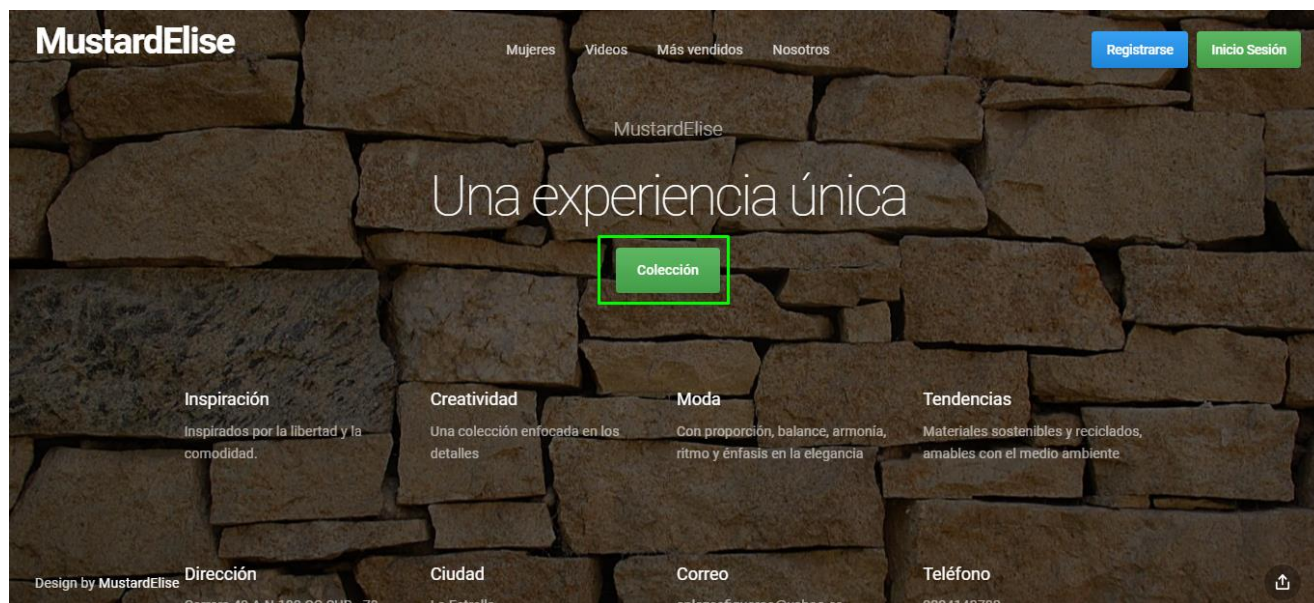 MustardElise
Mujeres Videos Más vendidos Nosotros
Registrarse Inicio Sesión
MustardElise
Una experiencia única
Colección
Inspiración
Inspirados por la libertad y la
comodidad.
Creatividad
Una colección enfocada en los
detalles
Moda
Con proporción, balance, armonía,
ritmo y énfasis en la elegancia
Tendencias
Materiales sostenibles y reciclados,
amables con el medio ambiente
Design by MustardElise
Dirección
Ciudad
La Estrella
Correo
Teléfono